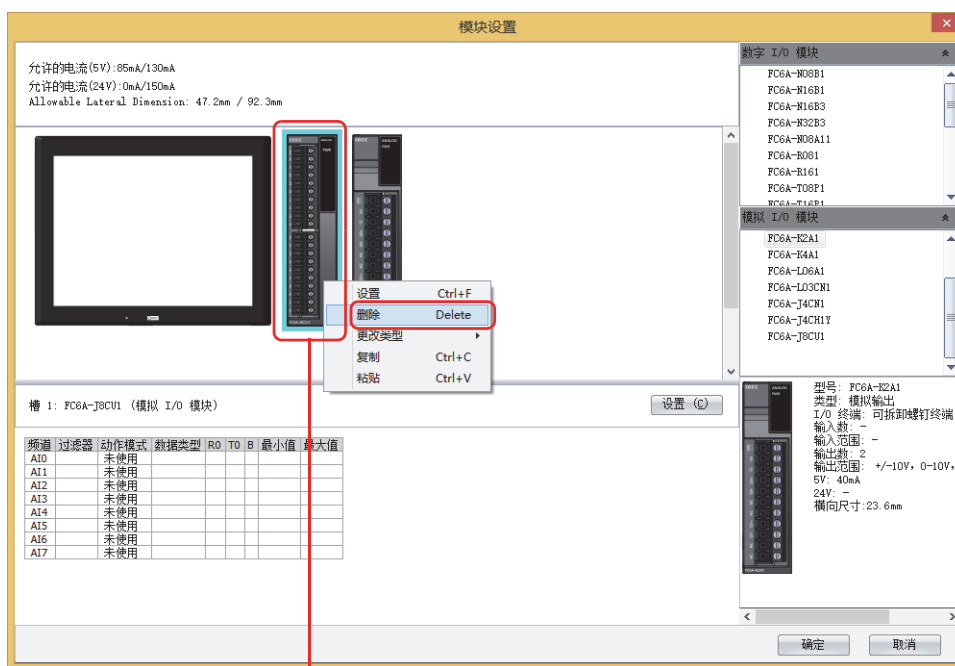 模块设置
允许的电流(5V):85mA/130mA
允许的电流(24V):0mA/150mA
Allowable Lateral Dimension: 47.2mm / 92.3mm
数字 I/O 模块
FC6A-N08B1
FC6A-N16B1
FC6A-N16B3
FC6A-N32B3
FC6A-N08A11
FC6A-R081
FC6A-R161
FC6A-T08P1
FC6A-T16P1
模拟 I/O 模块
FC6A-K2A1
FC6A-K4A1
FC6A-L06A1
FC6A-L03CN1
FC6A-J4CN1
FC6A-J4CH1Y
FC6A-J8CU1
设置 Ctrl+F
删除 Delete
更改类型
复制 Ctrl+C
粘贴 Ctrl+V
槽 1: FC6A-J8CU1 (模拟 I/O 模块)
设置 (C)
频道 过滤器 动作模式 数据类型 R0 T0 B 最小值 最大值
AI0 未使用
AI1 未使用
AI2 未使用
AI3 未使用
AI4 未使用
AI5 未使用
AI6 未使用
AI7 未使用
型号: FC6A-K2A1
类型: 模拟输出
I/O 终端: 可拆卸螺钉终端
输入数: -
输入范围: -
输出数: 2
输出范围: +/-10V, 0-10V,
5V: 40mA
24V: -
横向尺寸:23.6mm
确定
取消